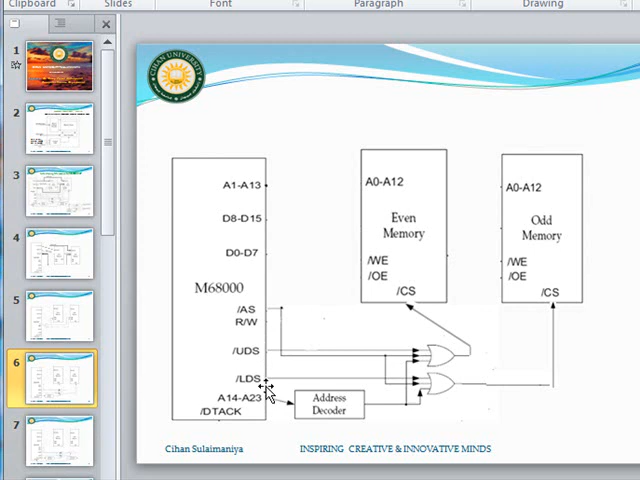 Clipboard
Slides
Font
Paragraph
Drawing
1
2
3
4
5
6
7
CIHAN UNIVERSITY
A1-A13
D8-D15
D0-D7
M68000
/AS
R/W
/UDS
/LDS
A14-A23
/DTACK
A0-A12
Even
Memory
/WE
/OE
/CS
A0-A12
Odd
Memory
/WE
/OE
/CS
Address
Decoder
Cihan Sulaimaniya
INSPIRING CREATIVE & INNOVATIVE MINDS